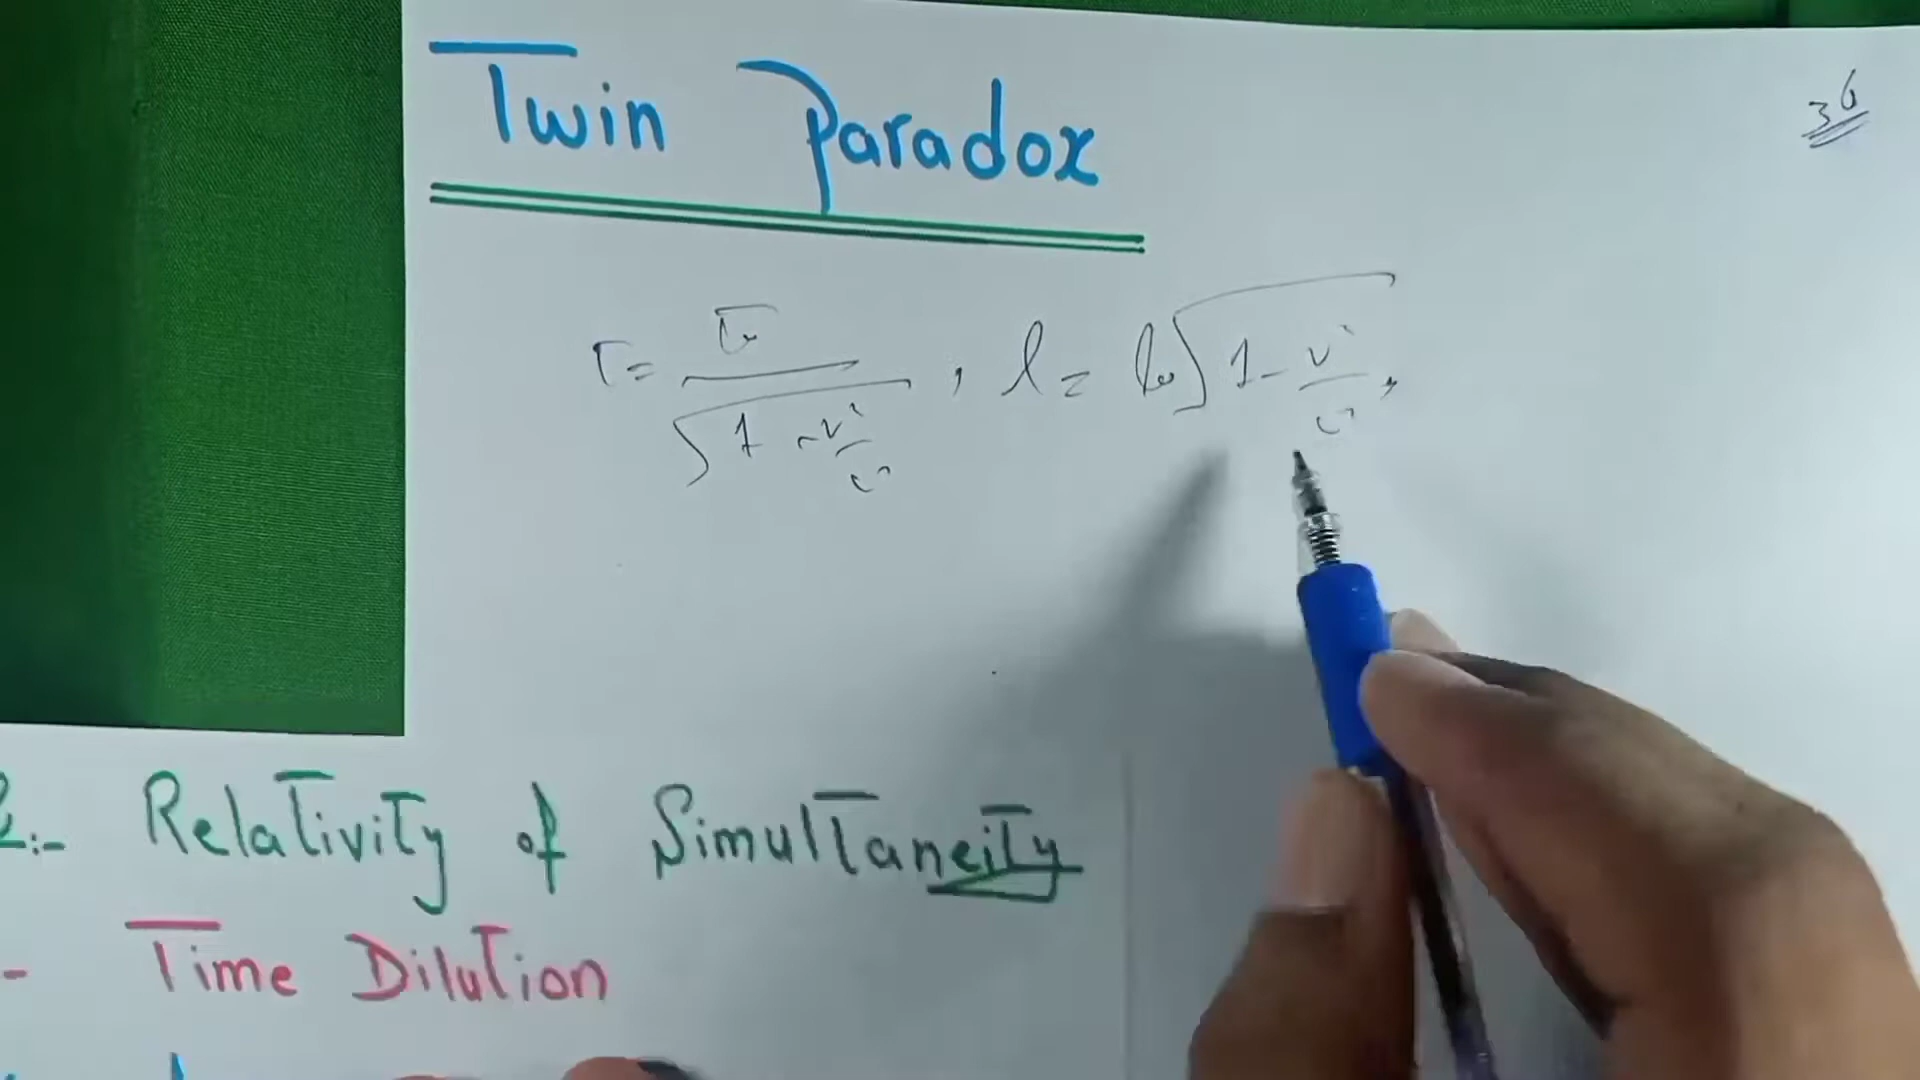 Twin Paradox
36
T = T₀ / √(1 - v²/c²) , l = l₀ √(1 - v²/c²) ,
2:- Relativity of Simultaneity
- Time Dilution